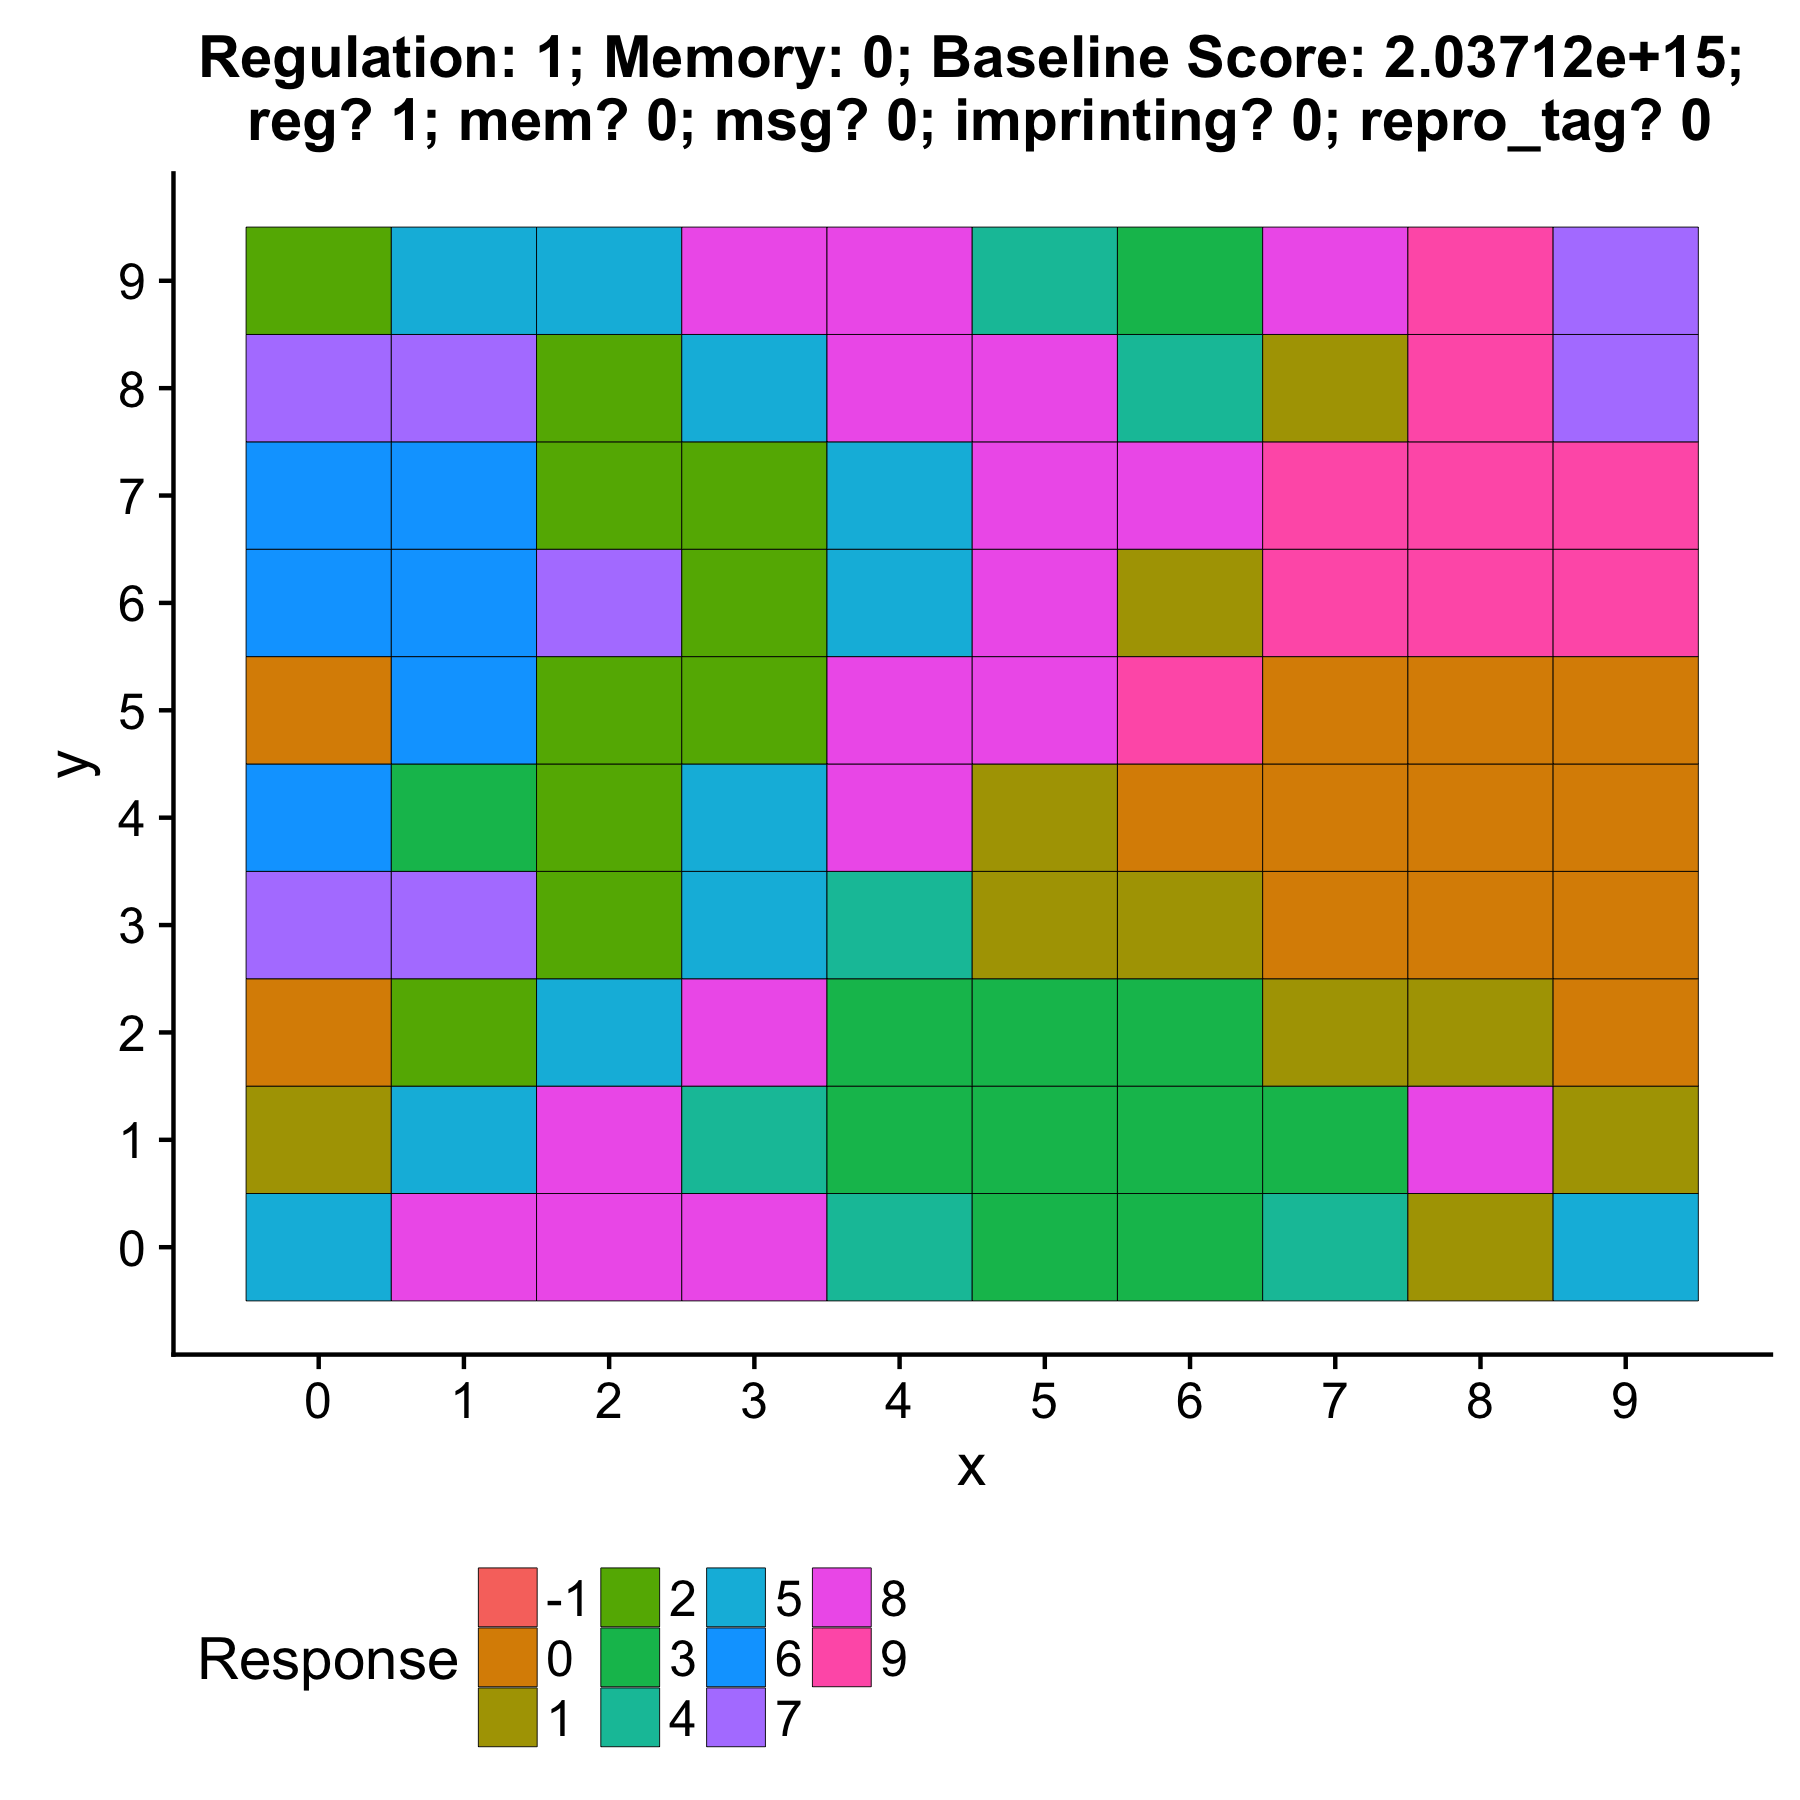 Regulation: 1; Memory: 0; Baseline Score: 2.03712e+15;
reg? 1; mem? 0; msg? 0; imprinting? 0; repro_tag? 0
9
8
7
6
5
4
3
2
1
0
y
0 1 2 3 4 5 6 7 8 9
x
Response
-1 2 5 8
0 3 6 9
1 4 7